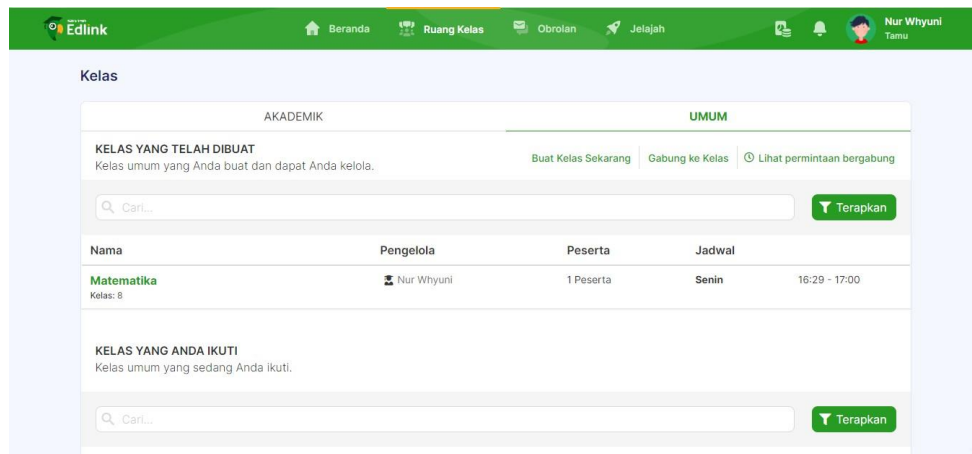 Edlink
Beranda
Ruang Kelas
Obrolan
Jelajah
Nur Whyuni
Tamu
Kelas
AKADEMIK
UMUM
KELAS YANG TELAH DIBUAT
Kelas umum yang Anda buat dan dapat Anda kelola.
Buat Kelas Sekarang
Gabung ke Kelas
Lihat permintaan bergabung
Cari...
Terapkan
Nama Pengelola Peserta Jadwal
Matematika Nur Whyuni 1 Peserta Senin 16:29 - 17:00
Kelas: 8
KELAS YANG ANDA IKUTI
Kelas umum yang sedang Anda ikuti.
Cari...
Terapkan